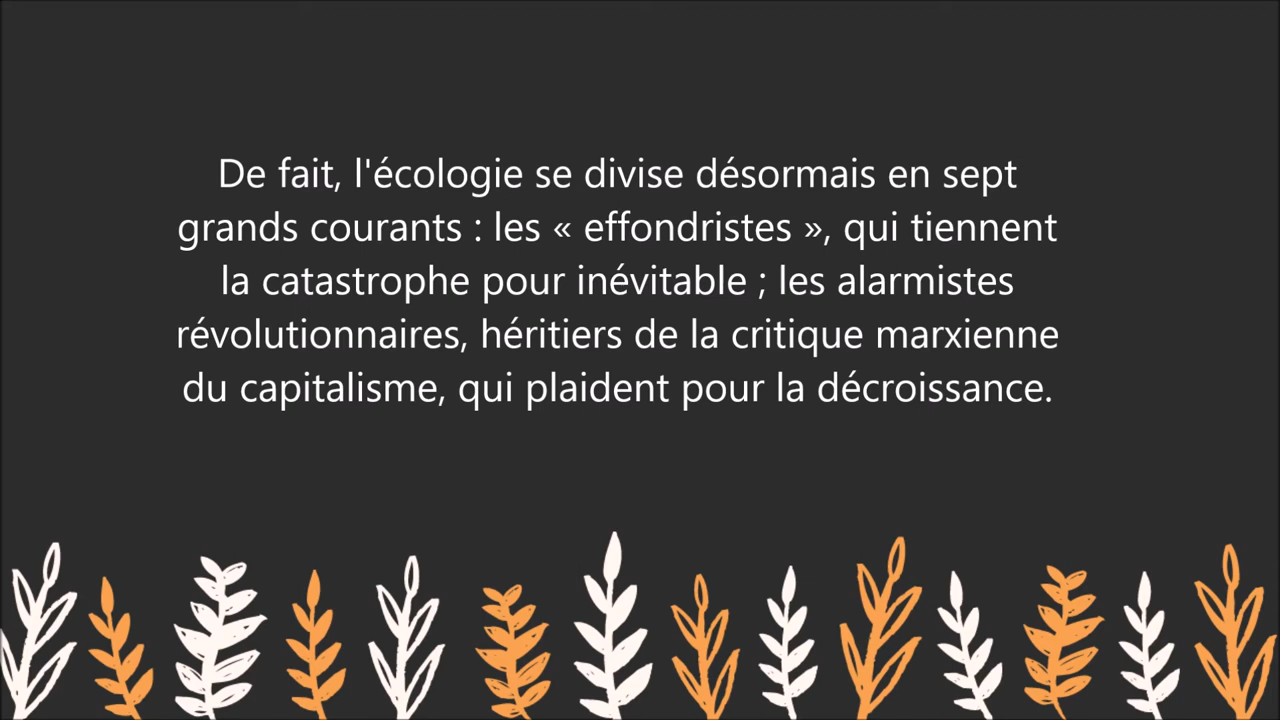 De fait, l'écologie se divise désormais en sept
grands courants : les « effondristes », qui tiennent
la catastrophe pour inévitable ; les alarmistes
révolutionnaires, héritiers de la critique marxienne
du capitalisme, qui plaident pour la décroissance.